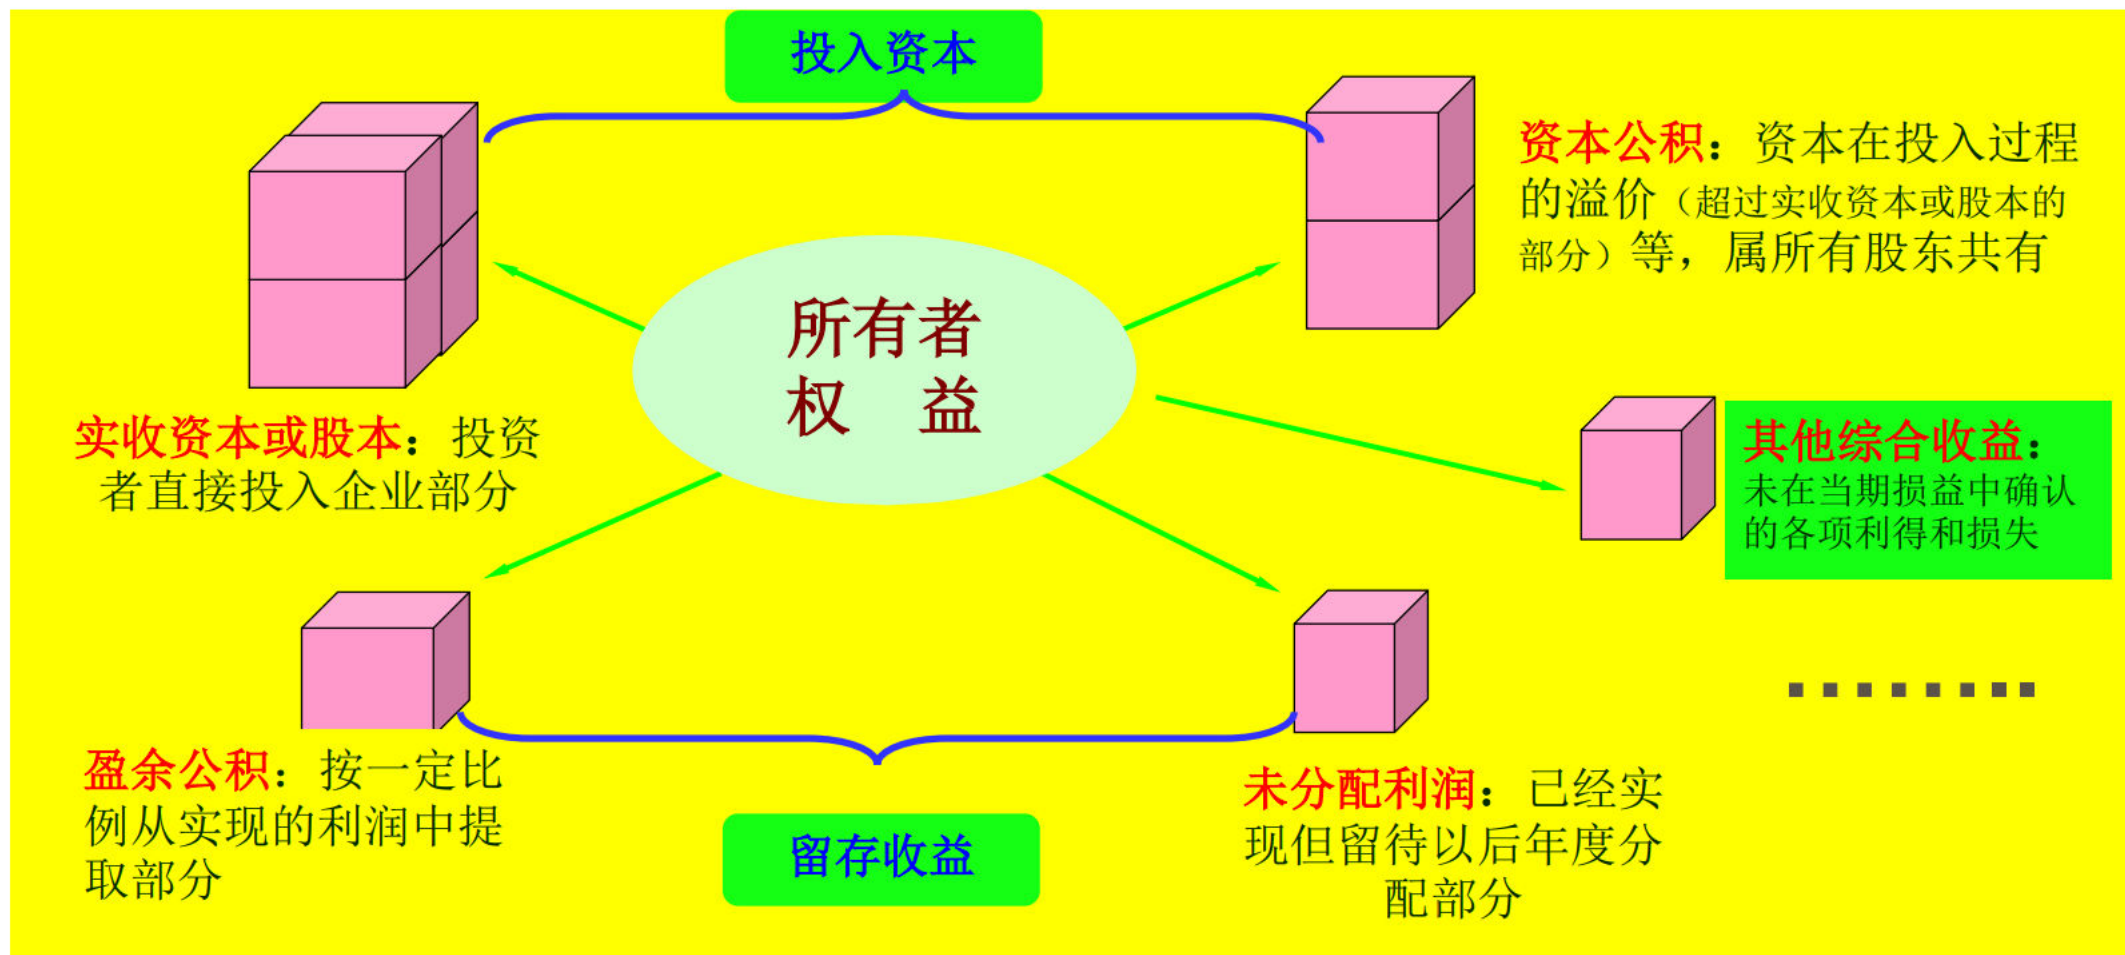 投入资本
资本公积：资本在投入过程
的溢价（超过实收资本或股本的
部分）等，属所有股东共有
所有者
权 益
实收资本或股本：投资
者直接投入企业部分
其他综合收益：
未在当期损益中确认
的各项利得和损失
盈余公积：按一定比
例从实现的利润中提
取部分
留存收益
未分配利润：已经实
现但留待以后年度分
配部分